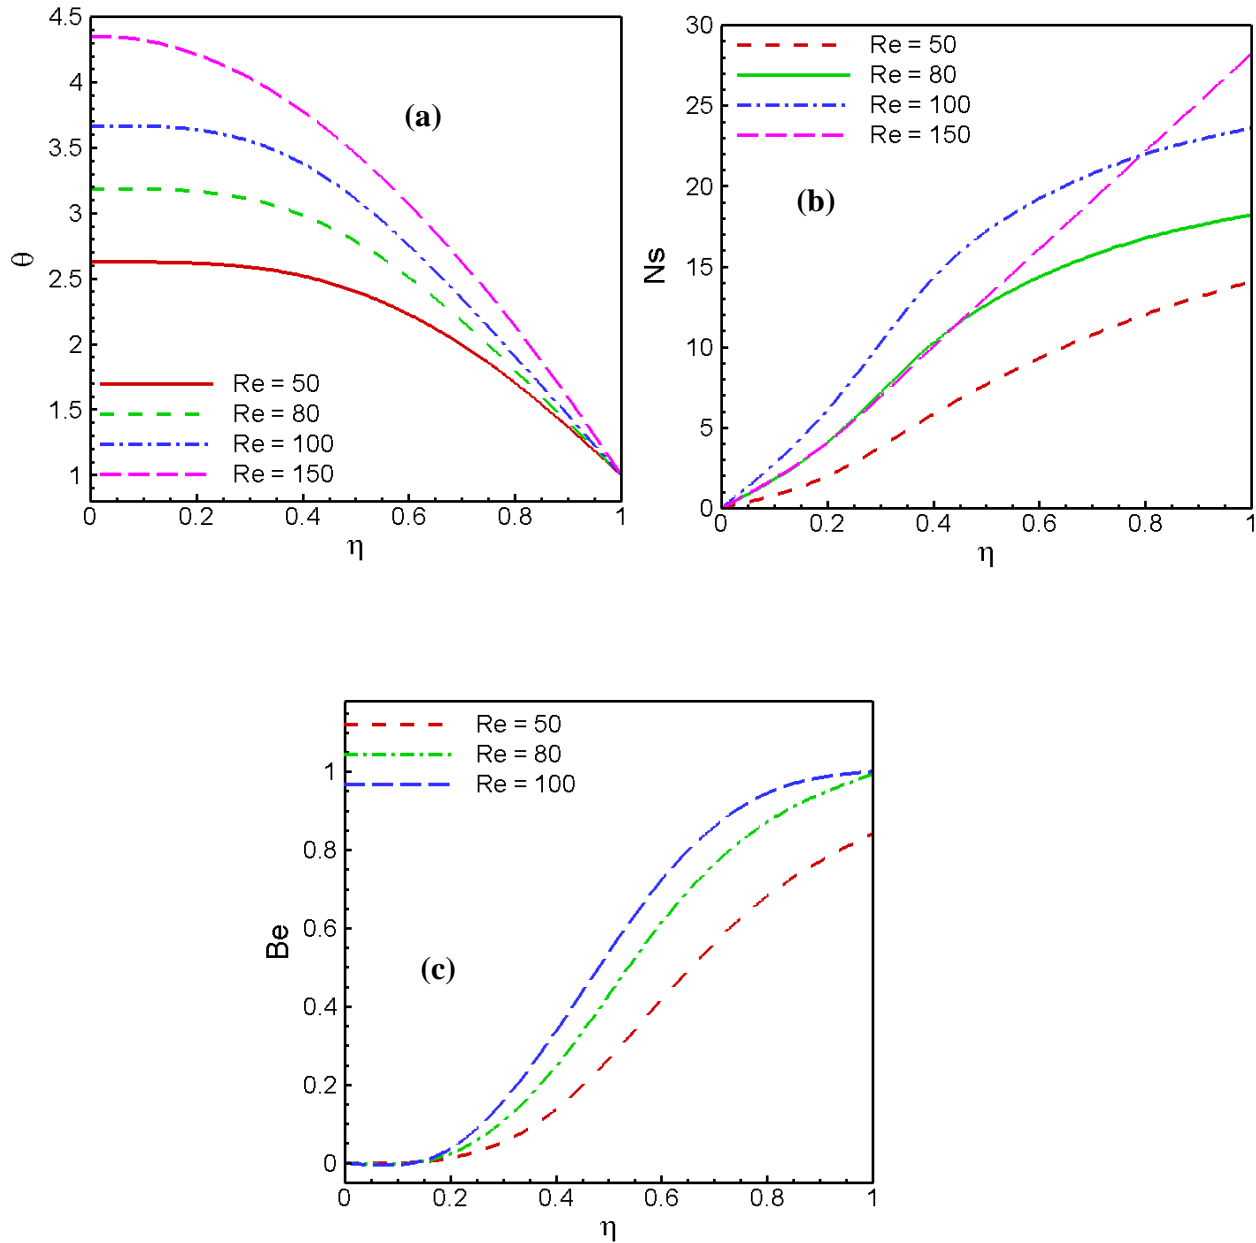 4.5
4
3.5
3
2.5
2
1.5
1
θ
(a)
Re = 50
Re = 80
Re = 100
Re = 150
0 0.2 0.4 0.6 0.8 1
η
30
25
20
15
10
5
0
Ns
Re = 50
Re = 80
Re = 100
Re = 150
(b)
0 0.2 0.4 0.6 0.8 1
η
Re = 50
Re = 80
Re = 100
1
0.8
0.6
0.4
0.2
0
Be
(c)
0 0.2 0.4 0.6 0.8 1
η